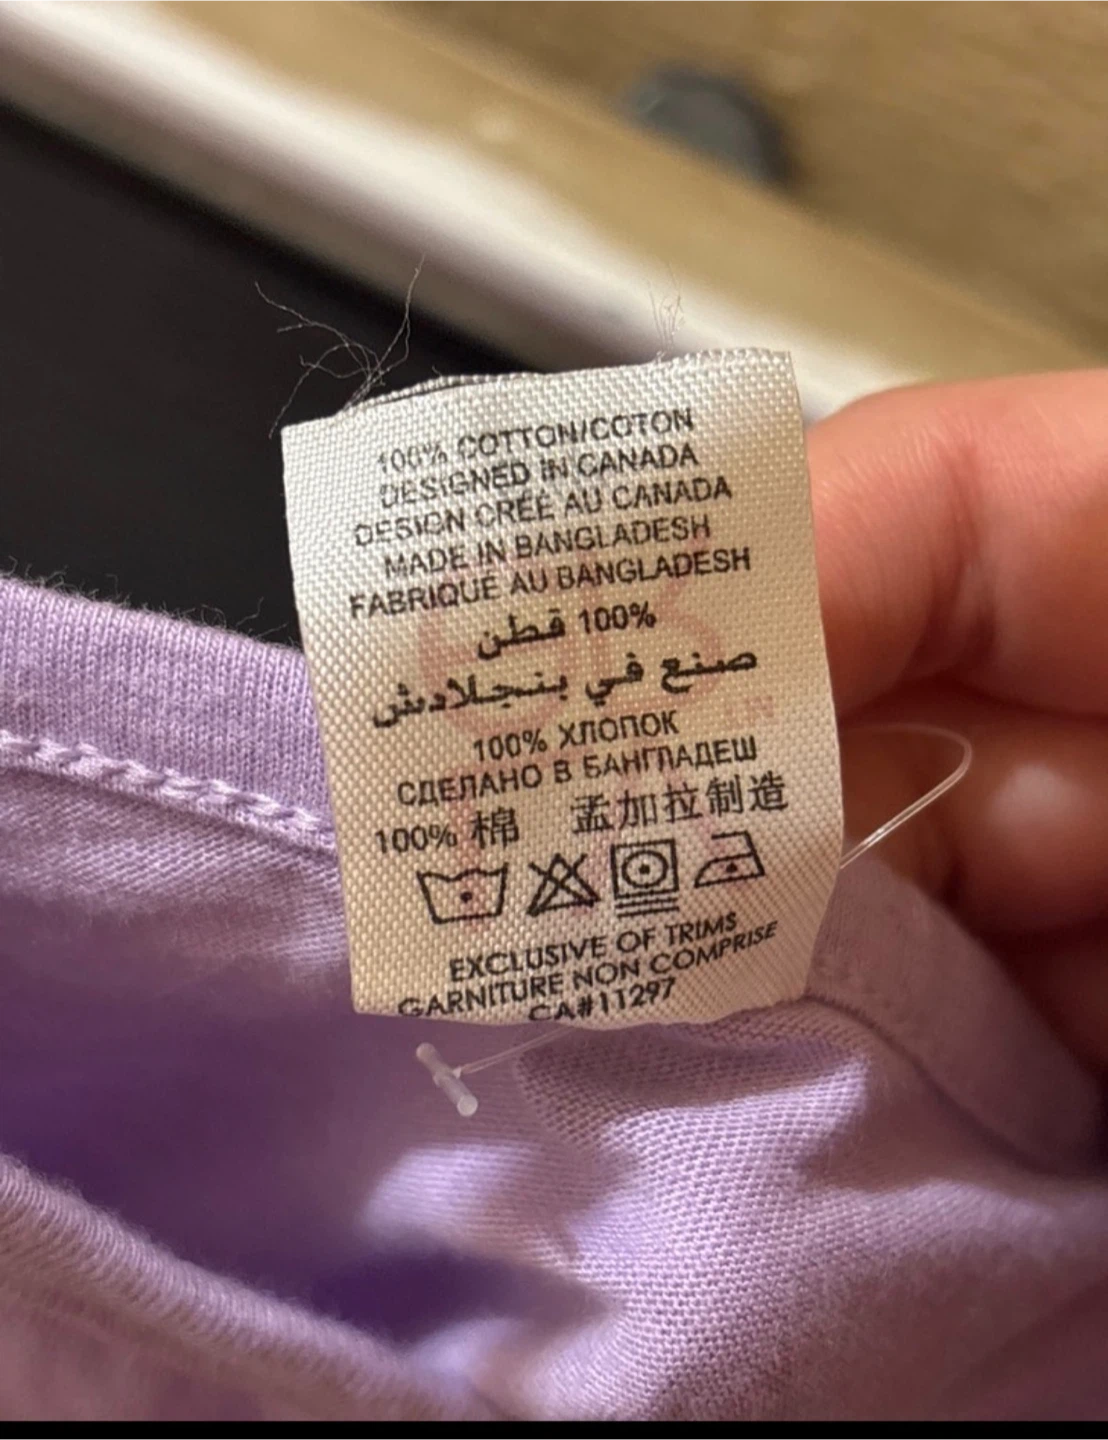 100% COTTON/COTON
DESIGNED IN CANADA
DESIGN CRÉÉ AU CANADA
MADE IN BANGLADESH
FABRIQUÉ AU BANGLADESH
100% قطن
صنع في بنجلادش
100% ХЛОПОК
СДЕЛАНО В БАНГЛАДЕШ
100% 棉 孟加拉制造
EXCLUSIVE OF TRIMS
GARNITURE NON COMPRISE
CA#11297